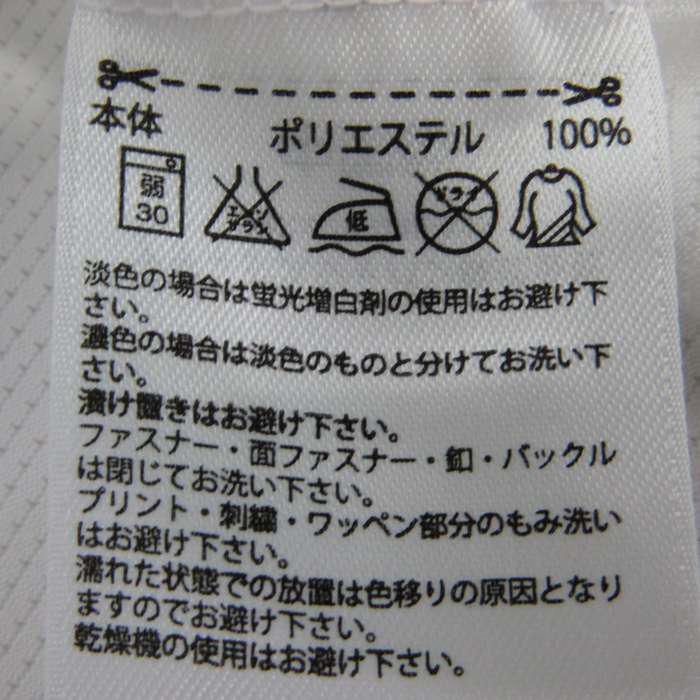 本体 ポリエステル 100%
弱
30
エンソ
サラシ
低
ドライ
淡色の場合は蛍光増白剤の使用はお避け下
さい。
濃色の場合は淡色のものと分けてお洗い下
さい。
漬け置きはお避け下さい。
ファスナー・面ファスナー・釦・バックル
は閉じてお洗い下さい。
プリント・刺繍・ワッペン部分のもみ洗い
はお避け下さい。
濡れた状態での放置は色移りの原因となり
ますのでお避け下さい。
乾燥機の使用はお避け下さい。